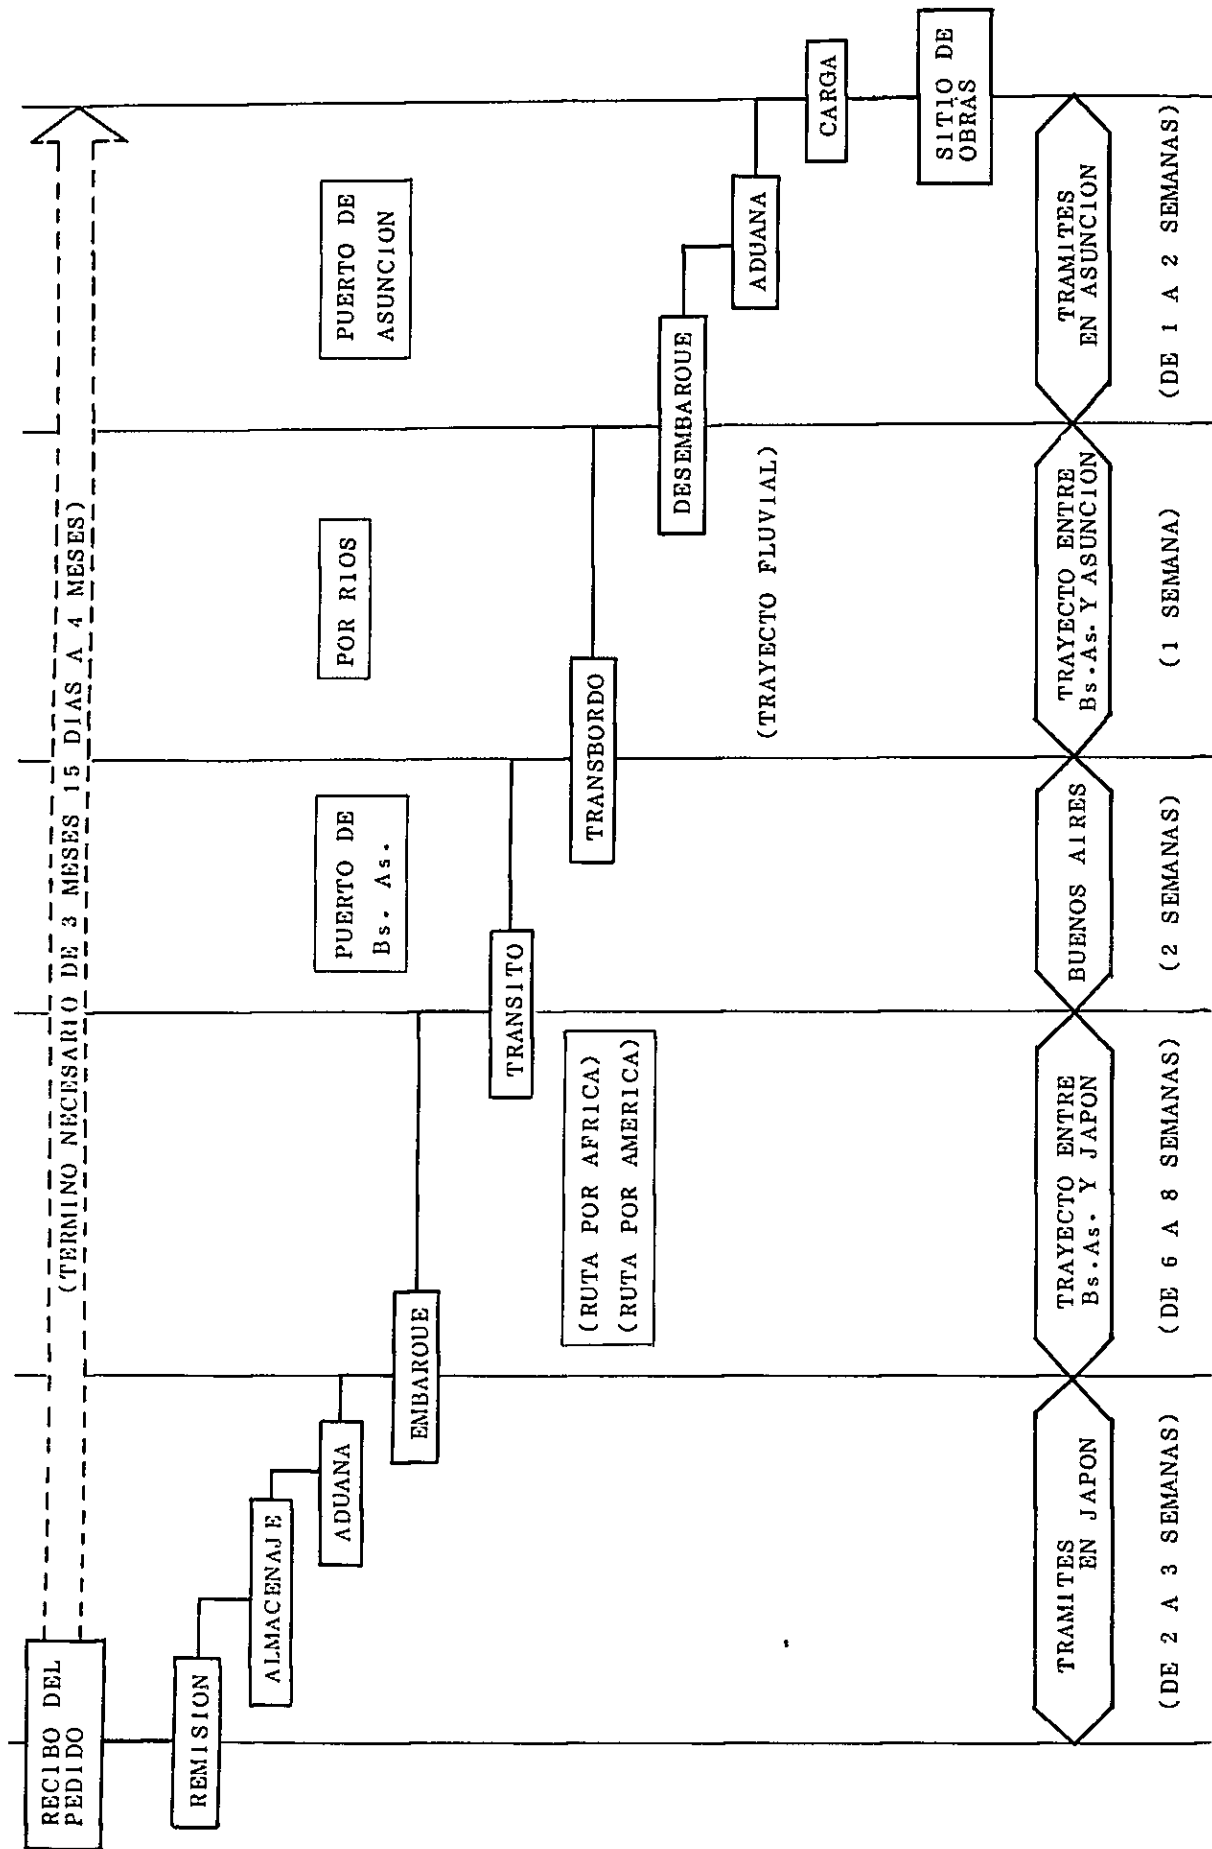 RECIBO DEL
PEDIDO
(TERMINO NECESARIO DE 3 MESES 15 DIAS A 4 MESES)
REMISION
ALMACENAJE
ADUANA
EMBARQUE
TRANSITO
TRANSBORDO
DESEMBARQUE
ADUANA
CARGA
SITIO DE
OBRAS
PUERTO DE
Bs. As.
POR RIOS
PUERTO DE
ASUNCION
(RUTA POR AFRICA)
(RUTA POR AMERICA)
(TRAYECTO FLUVIAL)
TRAMITES
EN JAPON
TRAYECTO ENTRE
Bs.As. Y JAPON
BUENOS AIRES
TRAYECTO ENTRE
Bs.As. Y ASUNCION
TRAMITES
EN ASUNCION
(DE 2 A 3 SEMANAS)
(DE 6 A 8 SEMANAS)
(2 SEMANAS)
(1 SEMANA)
(DE 1 A 2 SEMANAS)